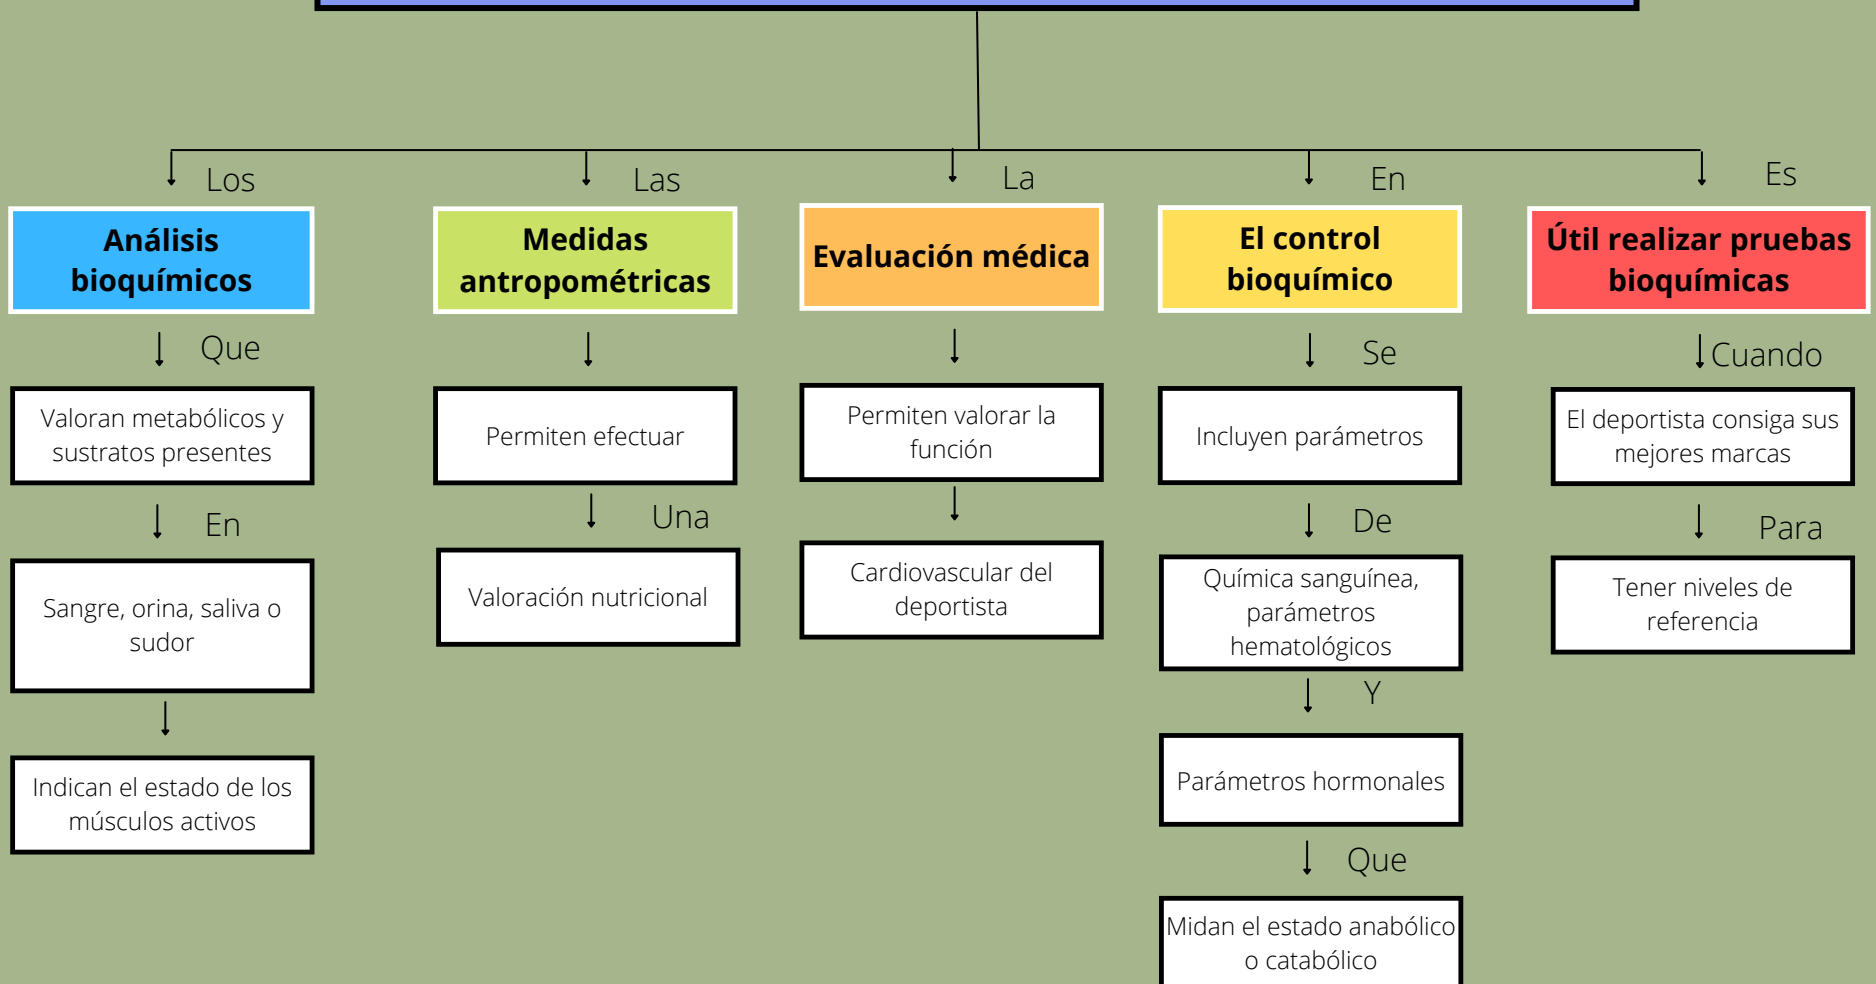 Los
Análisis
bioquímicos
Que
Valoran metabólicos y
sustratos presentes
En
Sangre, orina, saliva o
sudor
Indican el estado de los
músculos activos
Las
Medidas
antropométricas
Permiten efectuar
Una
Valoración nutricional
La
Evaluación médica
Permiten valorar la
función
Cardiovascular del
deportista
En
El control
bioquímico
Se
Incluyen parámetros
De
Química sanguínea,
parámetros
hematológicos
Y
Parámetros hormonales
Que
Midan el estado anabólico
o catabólico
Es
Útil realizar pruebas
bioquímicas
Cuando
El deportista consiga sus
mejores marcas
Para
Tener niveles de
referencia